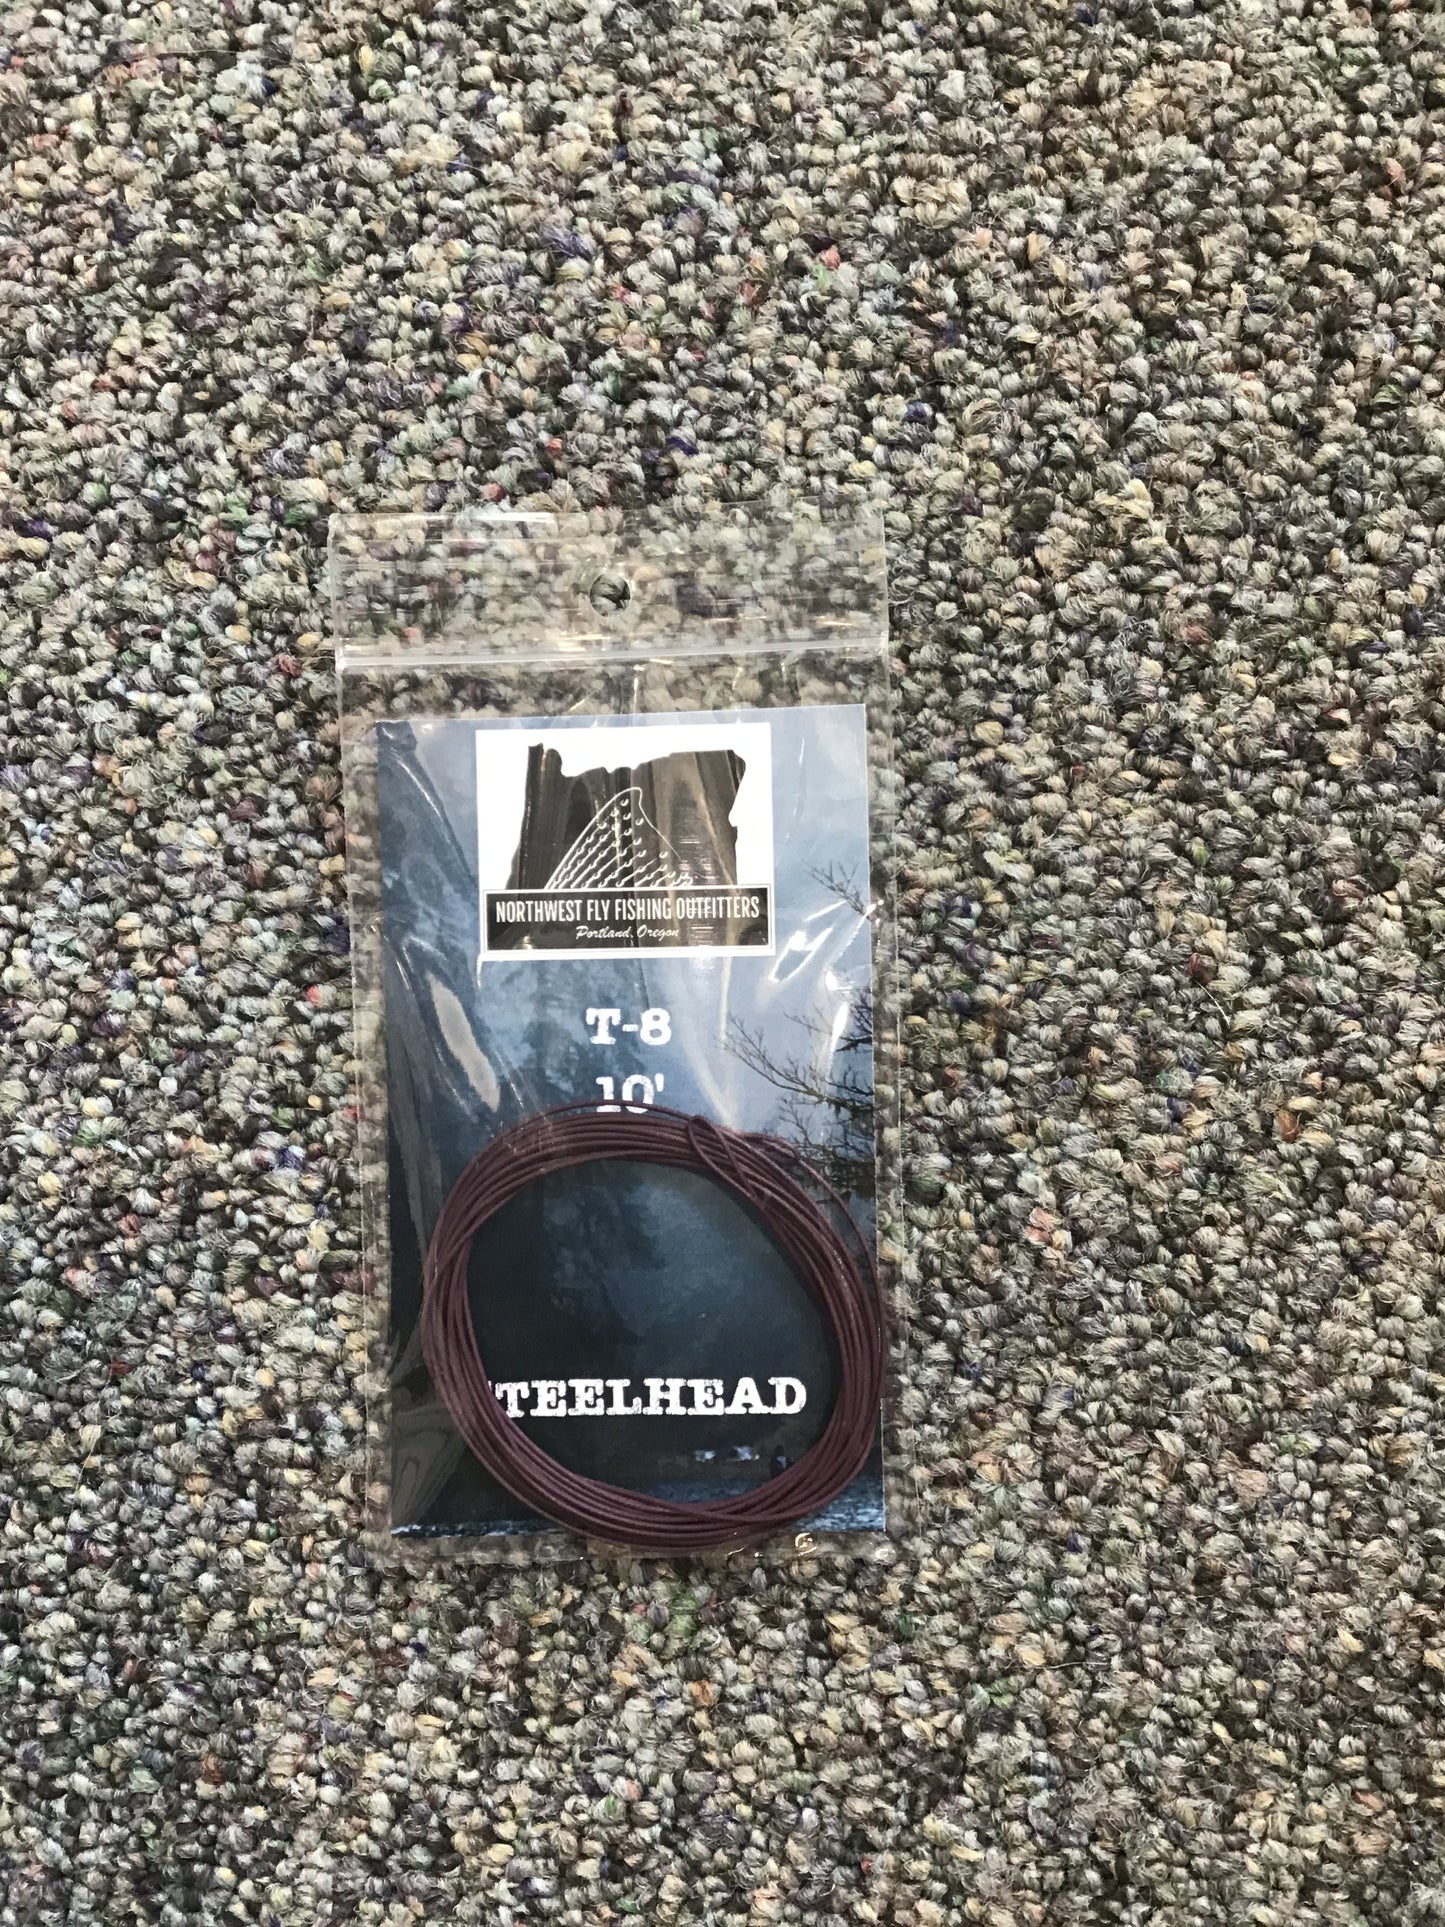 NORTHWEST FLY FISHING OUTFITTERS
Portland, Oregon
T-8
10'
TEELHEAD